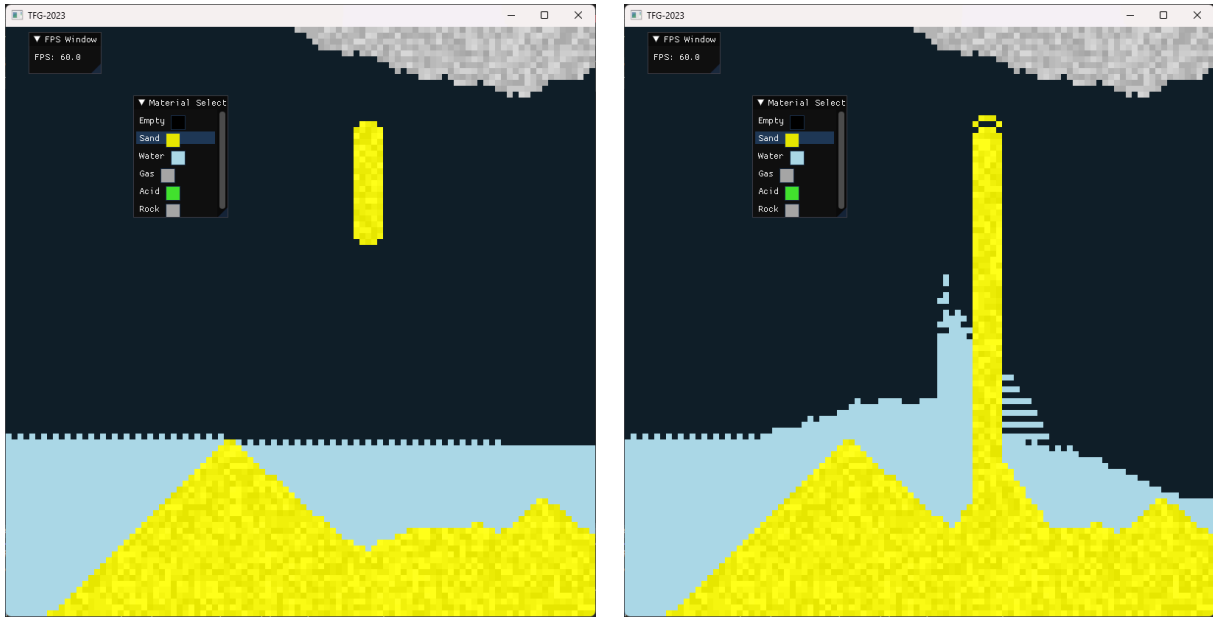 TFG-2023
FPS Window
FPS: 60.0
Material Select
Empty
Sand
Water
Gas
Acid
Rock
TFG-2023
FPS Window
FPS: 60.0
Material Select
Empty
Sand
Water
Gas
Acid
Rock